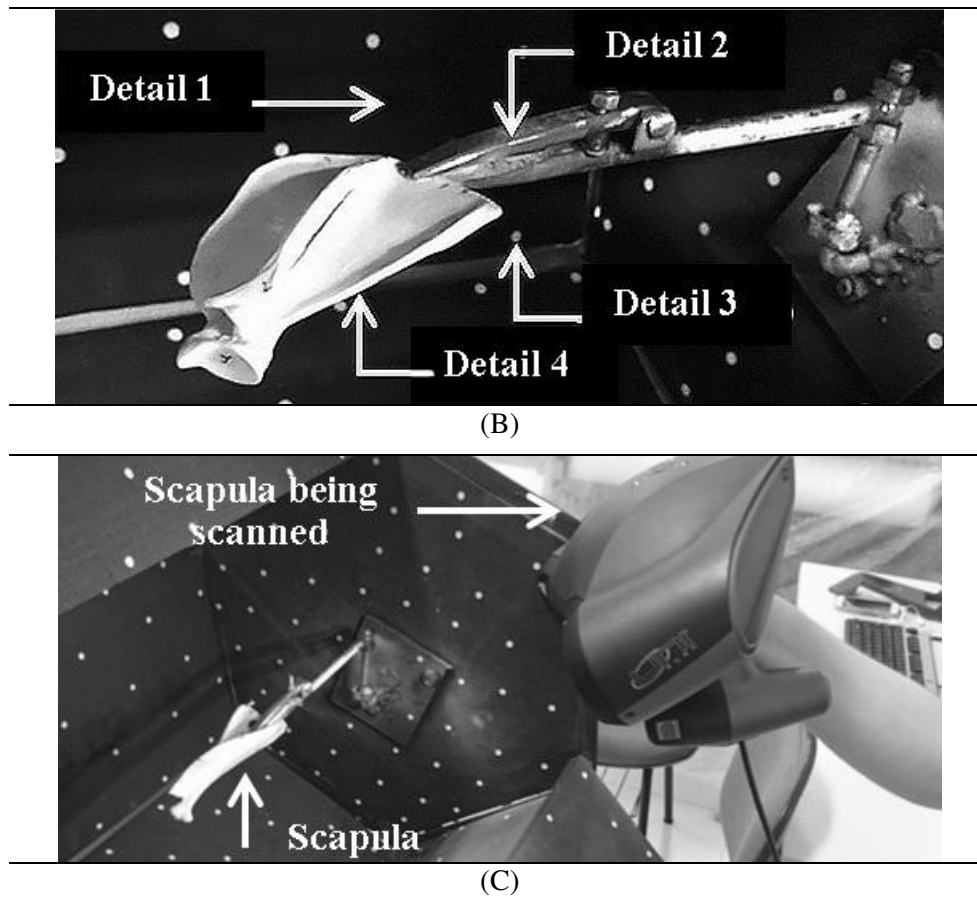 Detail 1
Detail 2
Detail 3
Detail 4
(B)
Scapula being
scanned
Scapula
(C)